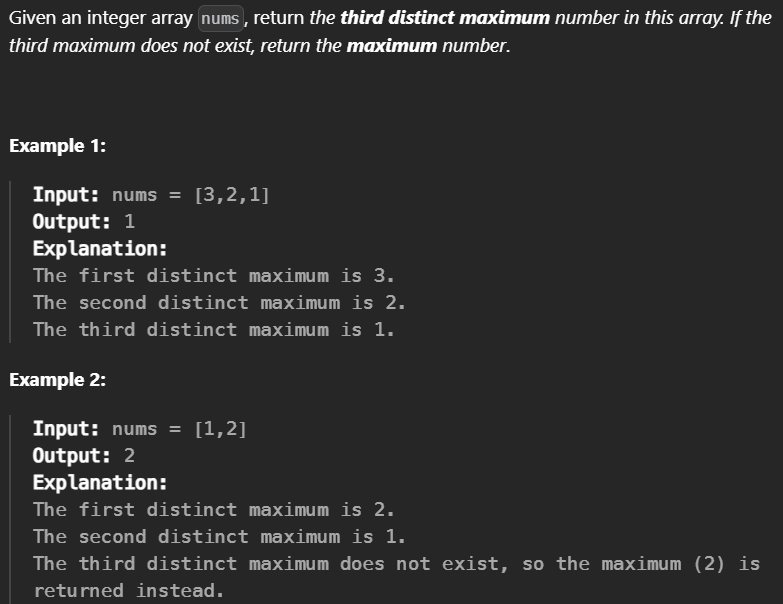 Given an integer array nums, return the third distinct maximum number in this array. If the
third maximum does not exist, return the maximum number.
Example 1:
Input: nums = [3,2,1]
Output: 1
Explanation:
The first distinct maximum is 3.
The second distinct maximum is 2.
The third distinct maximum is 1.
Example 2:
Input: nums = [1,2]
Output: 2
Explanation:
The first distinct maximum is 2.
The second distinct maximum is 1.
The third distinct maximum does not exist, so the maximum (2) is
returned instead.